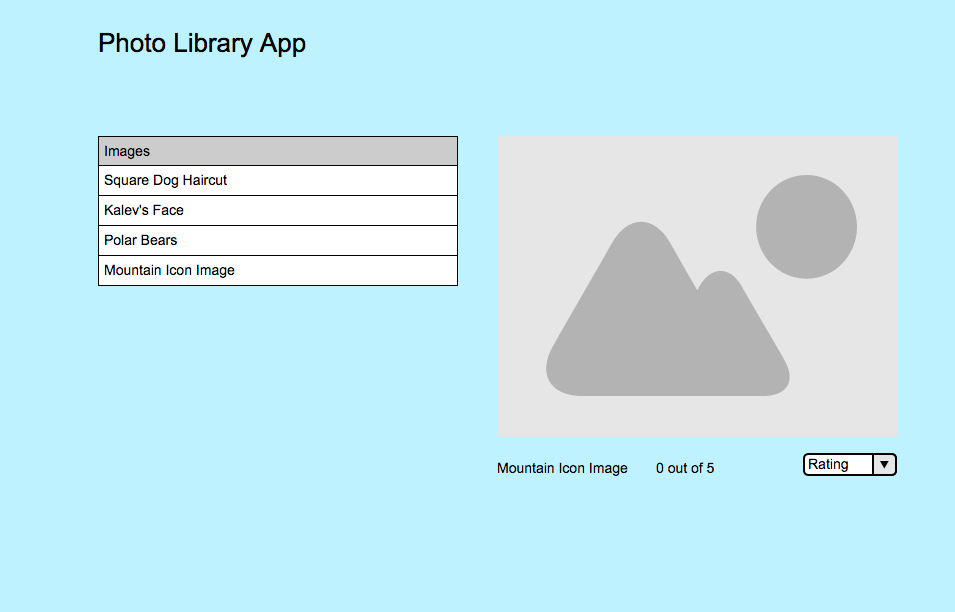 Photo Library App
Images
Square Dog Haircut
Kalev's Face
Polar Bears
Mountain Icon Image
Mountain Icon Image 0 out of 5 Rating